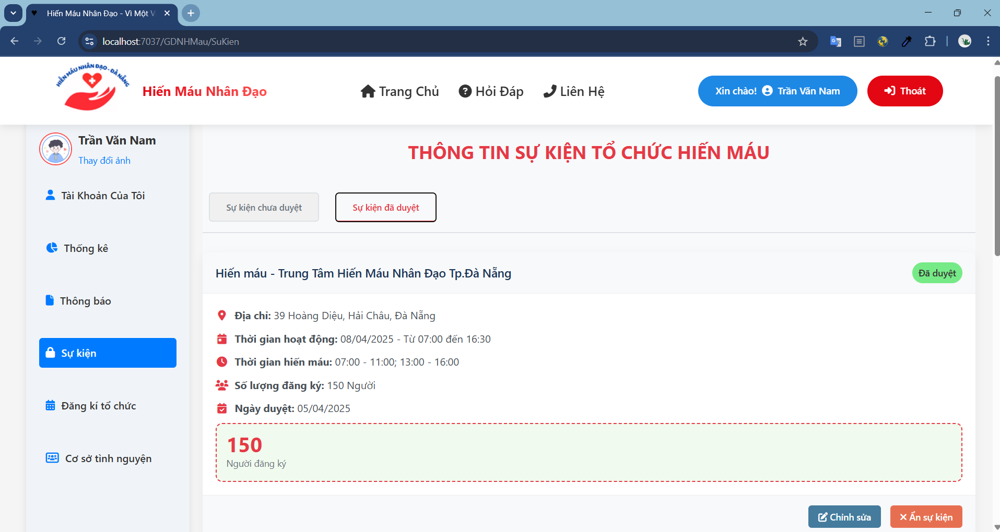 Hiến Máu Nhân Đạo - Vì Một V
localhost:7037/GDNHMau/SuKien
HIẾN MÁU NHÂN ĐẠO - ĐÀ NẴNG
Hiến Máu Nhân Đạo
Trang Chủ
Hỏi Đáp
Liên Hệ
Xin chào! Trần Văn Nam
Thoát
Trần Văn Nam
Thay đổi ảnh
Tài Khoản Của Tôi
Thống kê
Thông báo
Sự kiện
Đăng kí tổ chức
Cơ sở tình nguyện
THÔNG TIN SỰ KIỆN TỔ CHỨC HIẾN MÁU
Sự kiện chưa duyệt
Sự kiện đã duyệt
Hiến máu - Trung Tâm Hiến Máu Nhân Đạo Tp.Đà Nẵng
Đã duyệt
Địa chỉ: 39 Hoàng Diệu, Hải Châu, Đà Nẵng
Thời gian hoạt động: 08/04/2025 - Từ 07:00 đến 16:30
Thời gian hiến máu: 07:00 - 11:00; 13:00 - 16:00
Số lượng đăng ký: 150 Người
Ngày duyệt: 05/04/2025
150
Người đăng ký
Chỉnh sửa
Ẩn sự kiện